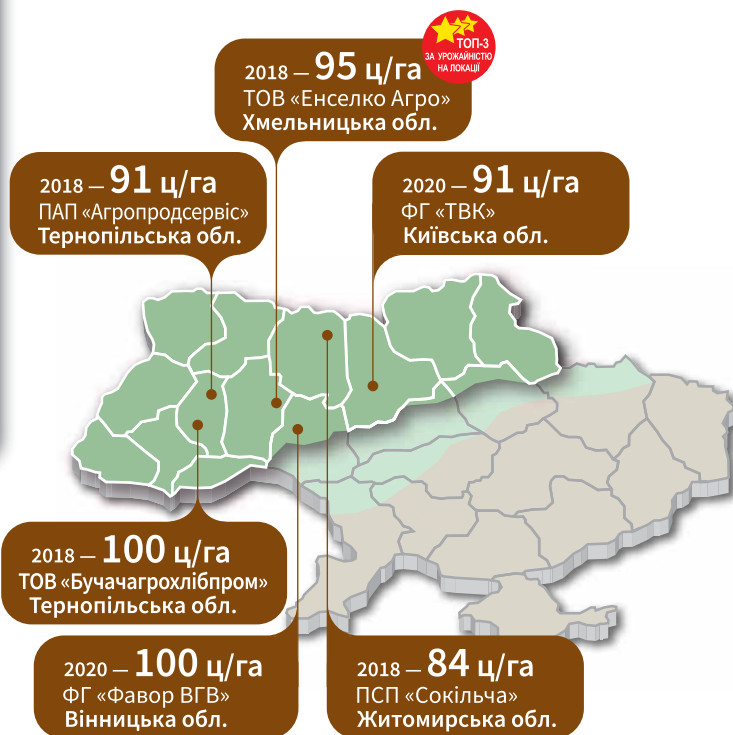 ТОП-3
ЗА УРОЖАЙНІСТЮ
НА ЛОКАЦІЇ
2018 — 95 ц/га
ТОВ «Енселко Агро»
Хмельницька обл.
2018 — 91 ц/га
ПАП «Агропродсервіс»
Тернопільська обл.
2020 — 91 ц/га
ФГ «ТВК»
Київська обл.
2018 — 100 ц/га
ТОВ «Бучачагрохлібпром»
Тернопільська обл.
2020 — 100 ц/га
ФГ «Фавор ВГВ»
Вінницька обл.
2018 — 84 ц/га
ПСП «Сокільча»
Житомирська обл.